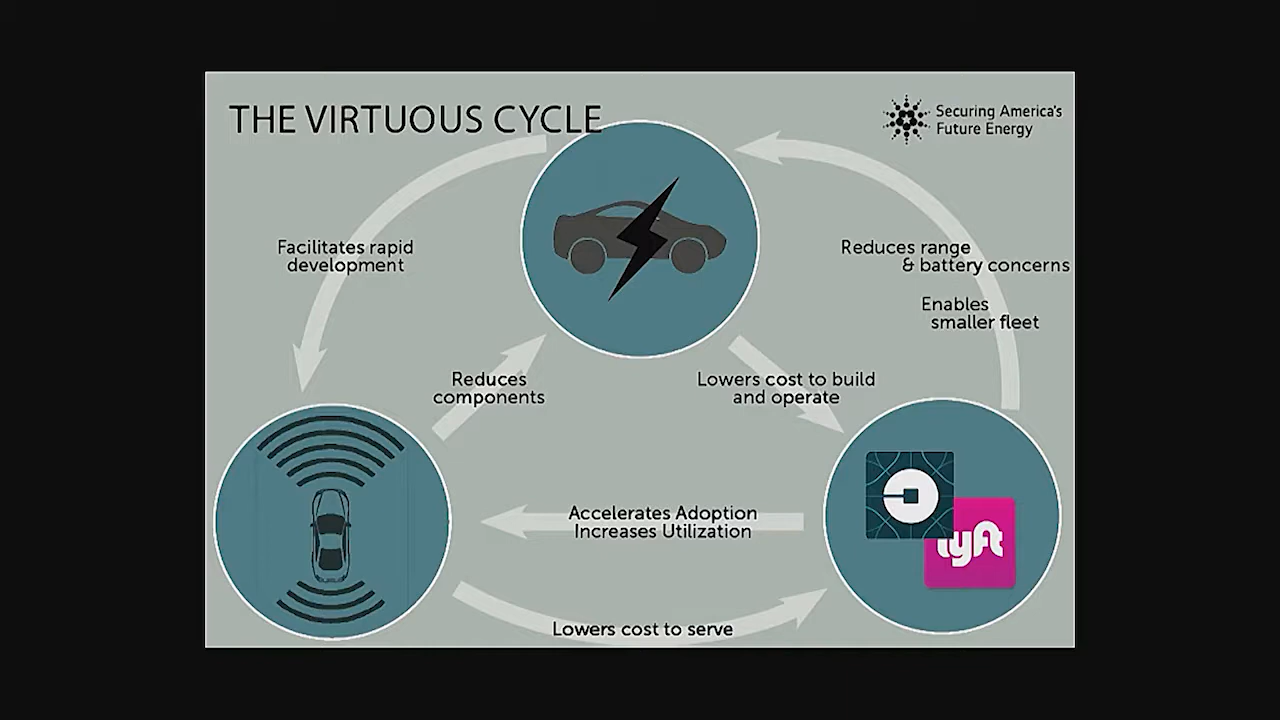 THE VIRTUOUS CYCLE
Securing America's
Future Energy
Facilitates rapid
development
Reduces range
& battery concerns
Enables
smaller fleet
Reduces
components
Lowers cost to build
and operate
Accelerates Adoption
Increases Utilization
lyft
Lowers cost to serve